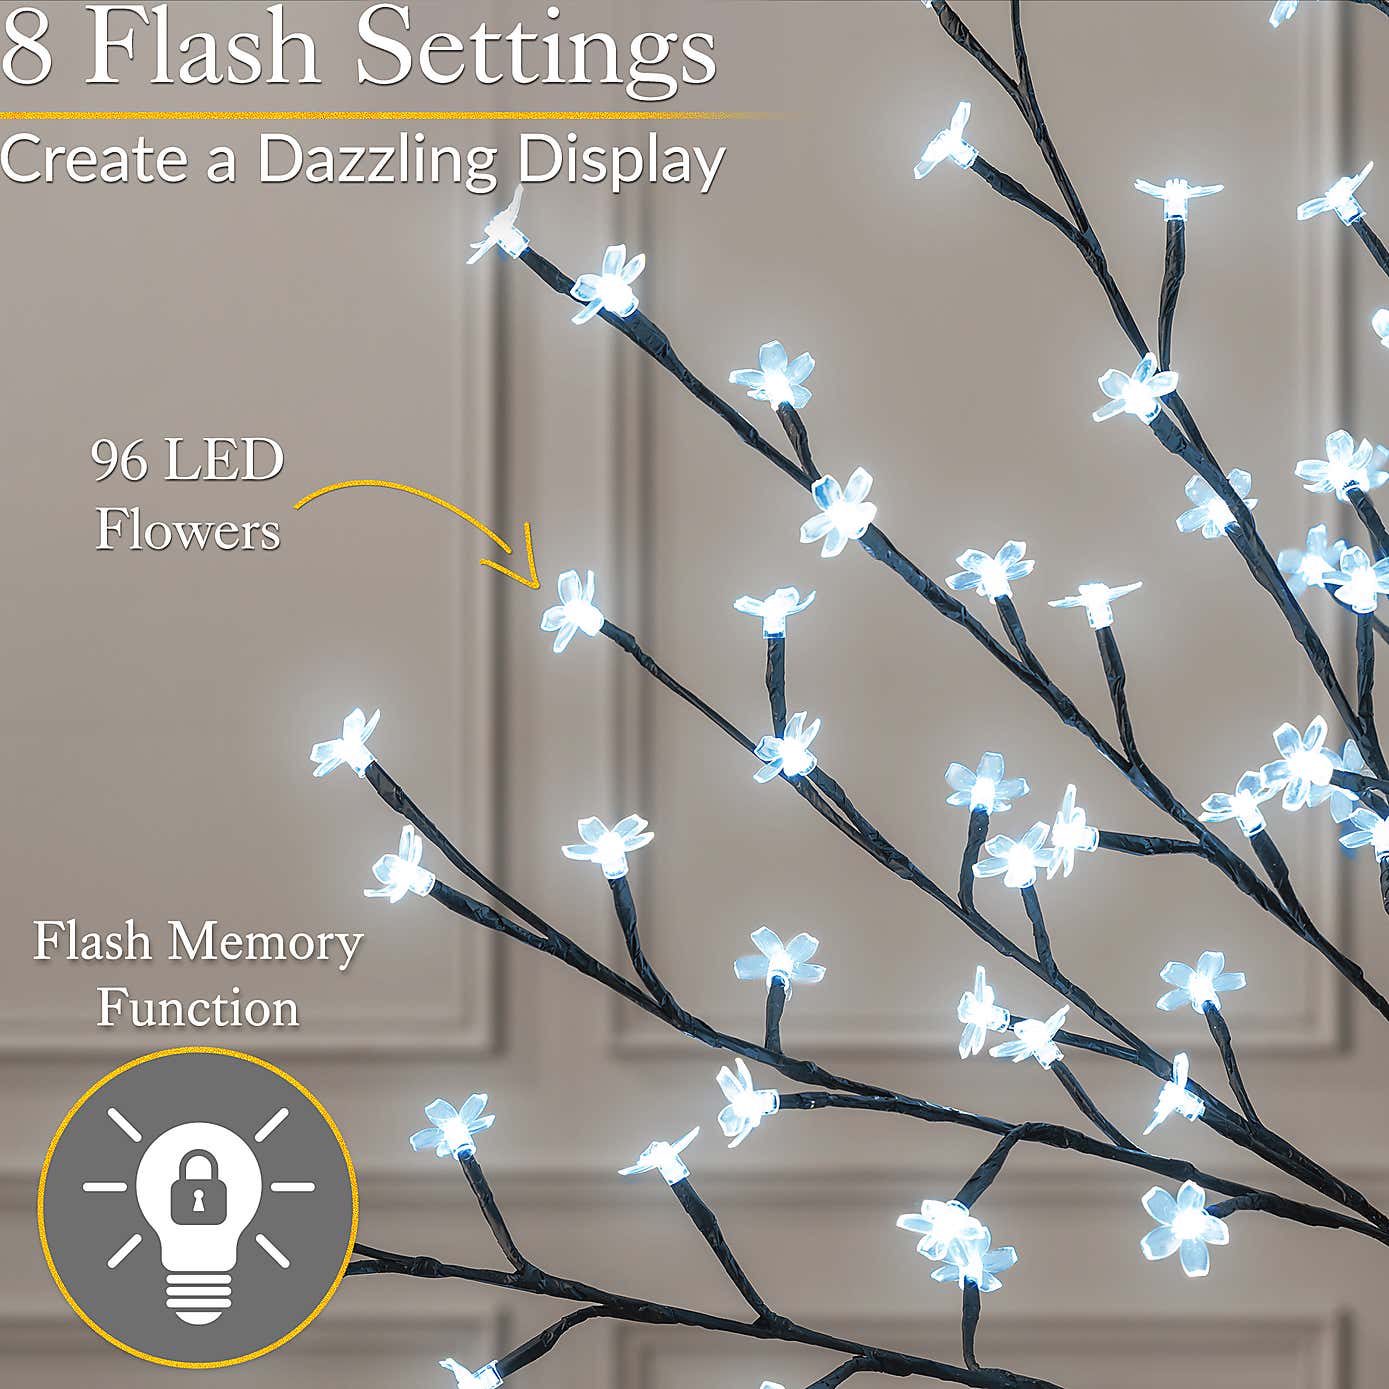 8 Flash Settings
Create a Dazzling Display
96 LED
Flowers
Flash Memory
Function